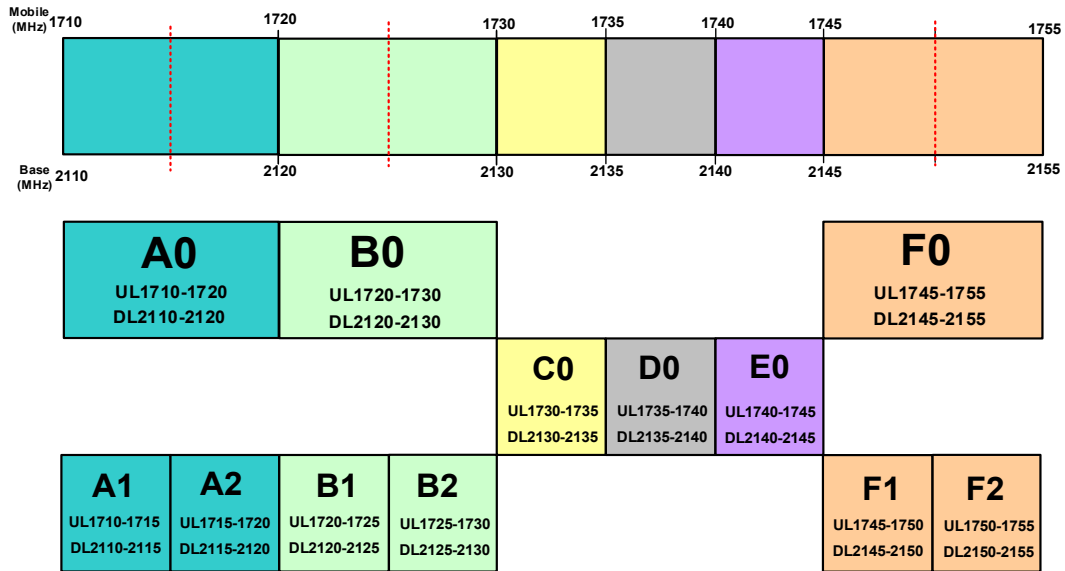 Mobile
(MHz)
1710 1720 1730 1735 1740 1745 1755
Base
(MHz)
2110 2120 2130 2135 2140 2145 2155
A0
UL1710-1720
DL2110-2120
B0
UL1720-1730
DL2120-2130
F0
UL1745-1755
DL2145-2155
C0
UL1730-1735
DL2130-2135
D0
UL1735-1740
DL2135-2140
E0
UL1740-1745
DL2140-2145
A1
UL1710-1715
DL2110-2115
A2
UL1715-1720
DL2115-2120
B1
UL1720-1725
DL2120-2125
B2
UL1725-1730
DL2125-2130
F1
UL1745-1750
DL2145-2150
F2
UL1750-1755
DL2150-2155